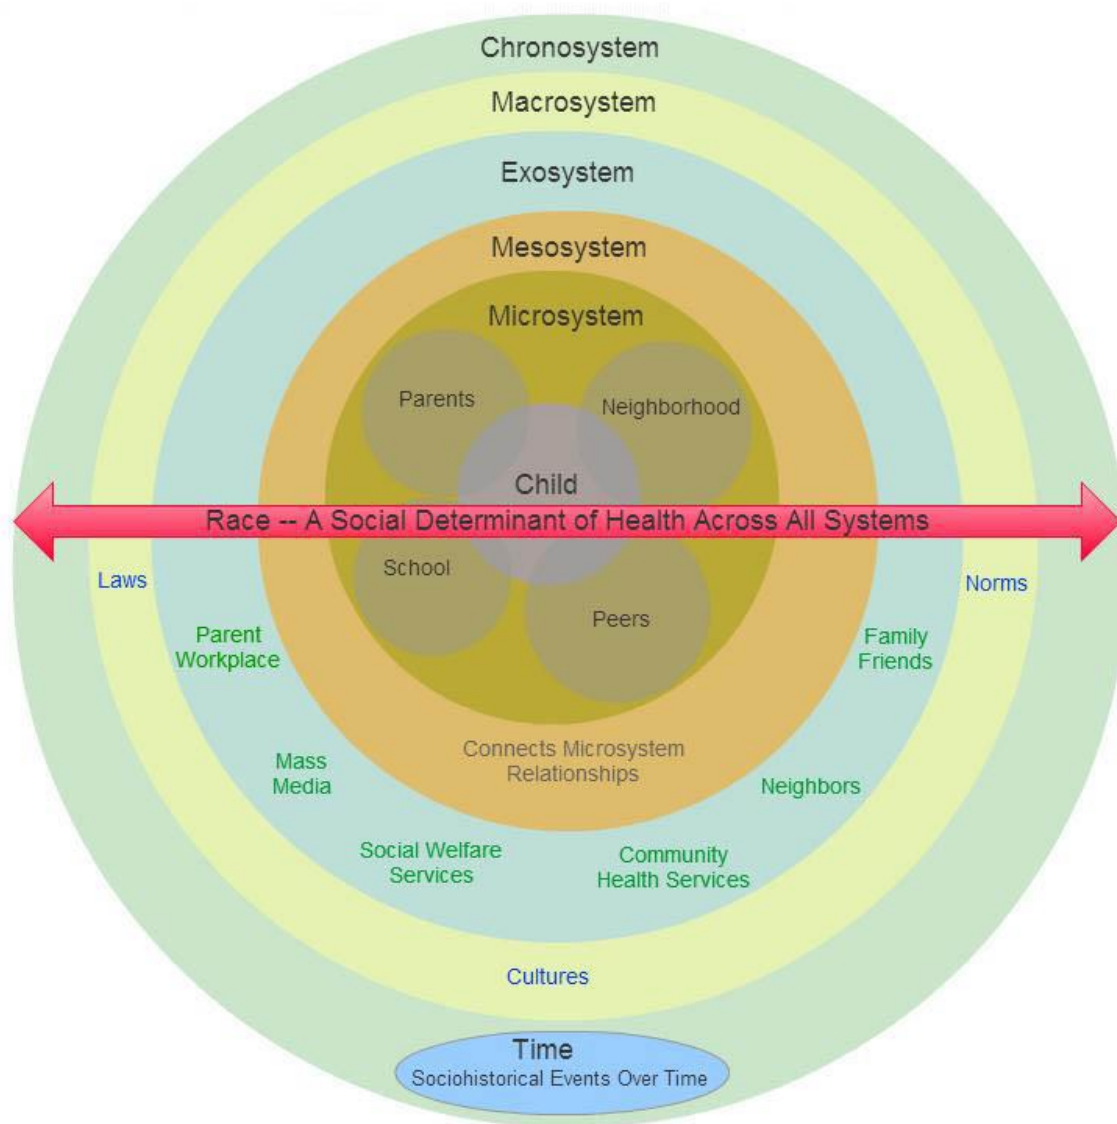 Chronosystem
Macrosystem
Exosystem
Mesosystem
Microsystem
Parents
Neighborhood
Child
Race -- A Social Determinant of Health Across All Systems
School
Peers
Laws
Norms
Parent
Workplace
Family
Friends
Connects Microsystem
Relationships
Mass
Media
Neighbors
Social Welfare
Services
Community
Health Services
Cultures
Time
Sociohistorical Events Over Time